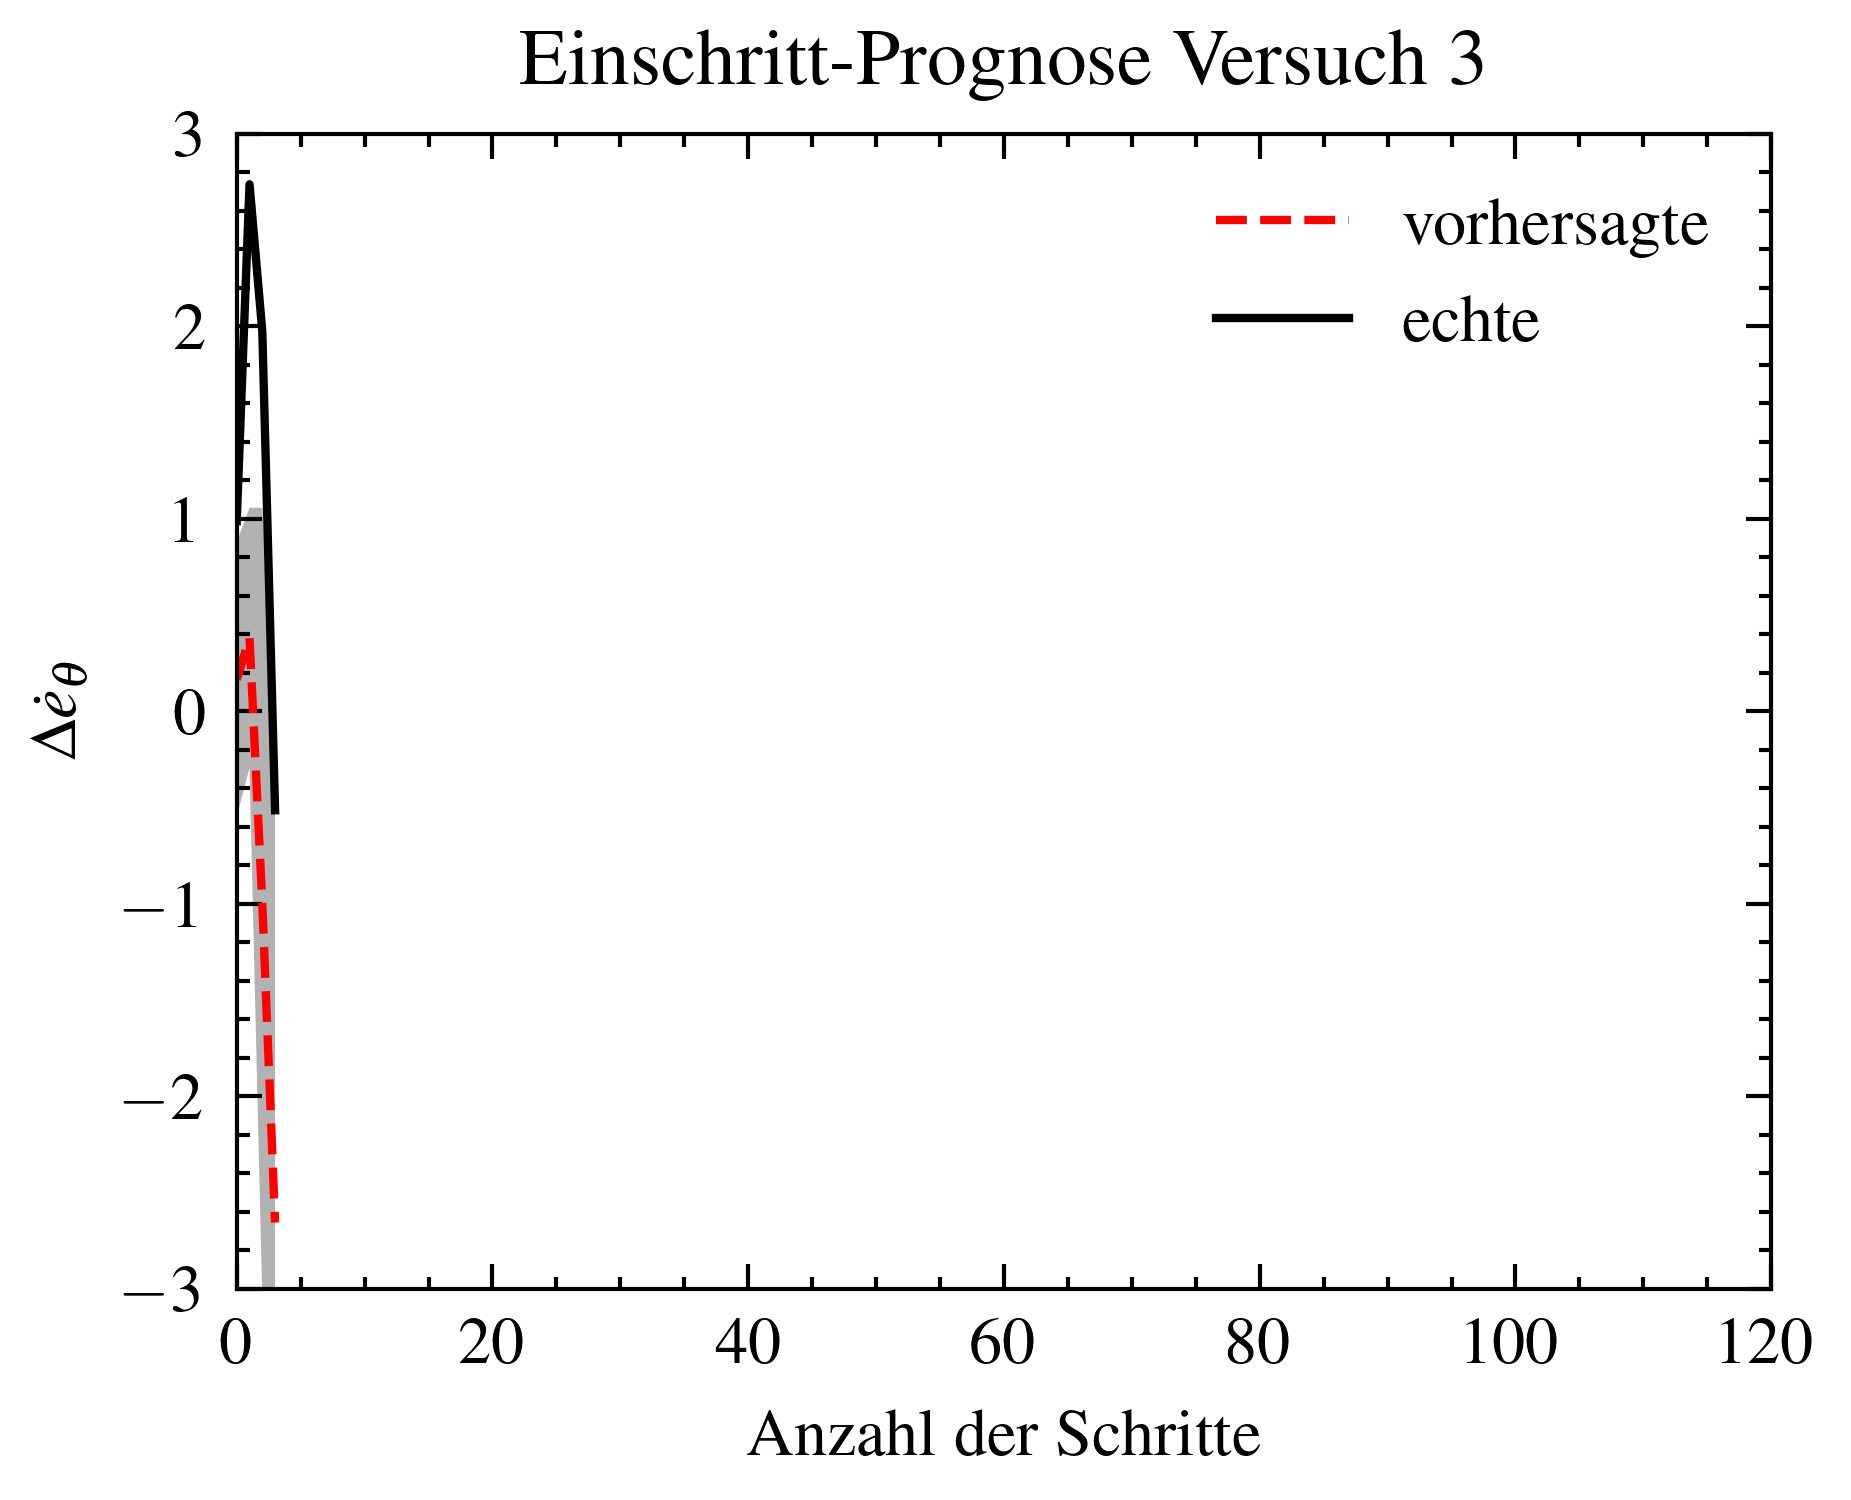 Einschritt-Prognose Versuch 3
3
2
1
0
−1
−2
−3
Δėθ
vorhersagte
echte
0 20 40 60 80 100 120
Anzahl der Schritte